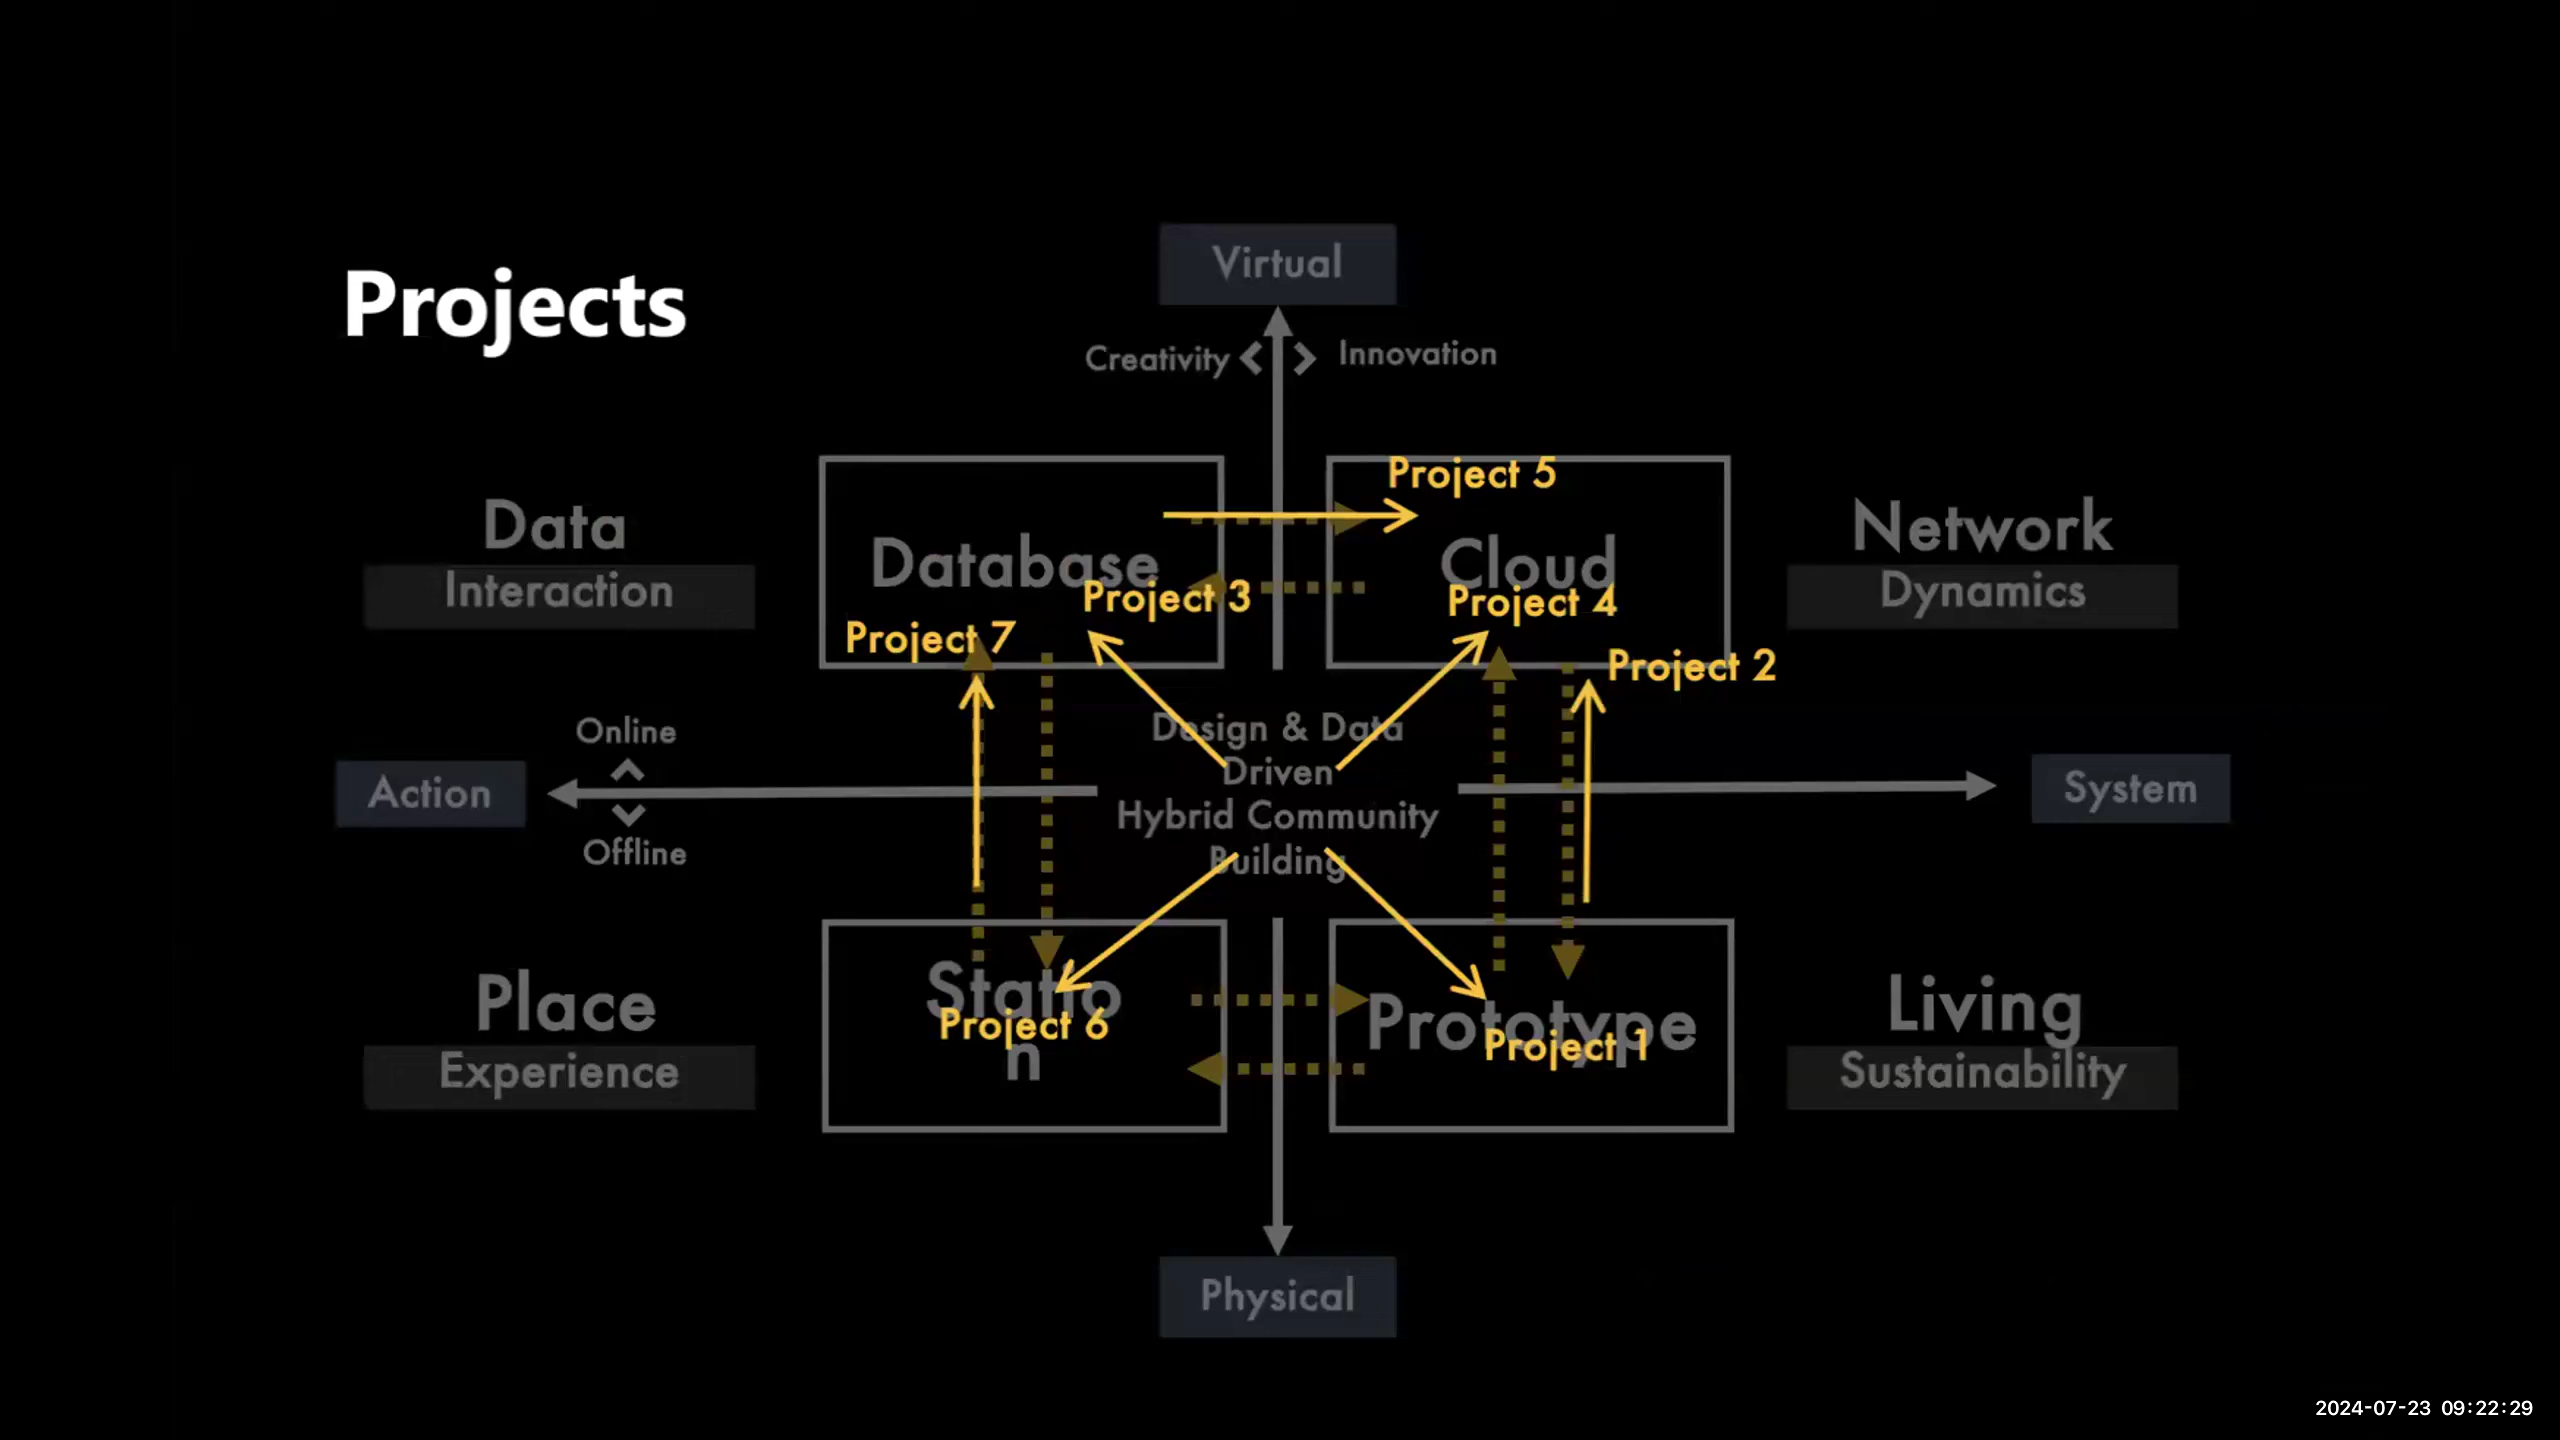 Projects
Virtual
Creativity
Innovation
Project 5
Data
Interaction
Database
Cloud
Network
Dynamics
Project 3
Project 4
Project 7
Project 2
Online
Offline
Action
Design & Data
Driven
Hybrid Community
Building
System
Place
Experience
Statio
n
Project 6
Prototype
Project 1
Living
Sustainability
Physical
2024-07-23 09:22:29